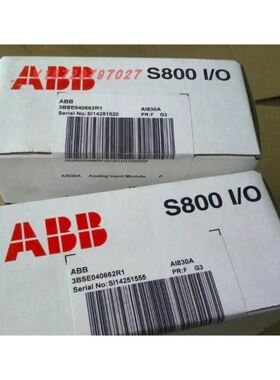 ABB
S800 I/O
ABB
3BSE040662R1
Serial No: SI14251520
AI830A
PR:F G3
AI830A Analog Input Module
ABB
S800 I/O
ABB
3BSE040662R1
Serial No: SI14251555
AI830A
PR:F G3